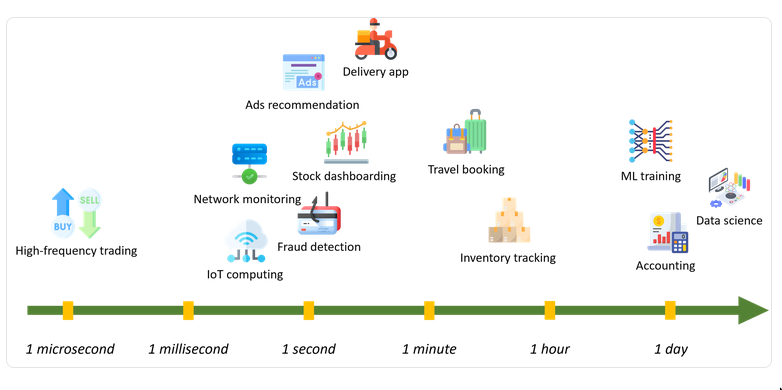 Delivery app
Ads
Ads recommendation
Stock dashboarding
Travel booking
ML training
Network monitoring
Data science
SELL
BUY
High-frequency trading
Fraud detection
IoT computing
Inventory tracking
Accounting
1 microsecond
1 millisecond
1 second
1 minute
1 hour
1 day